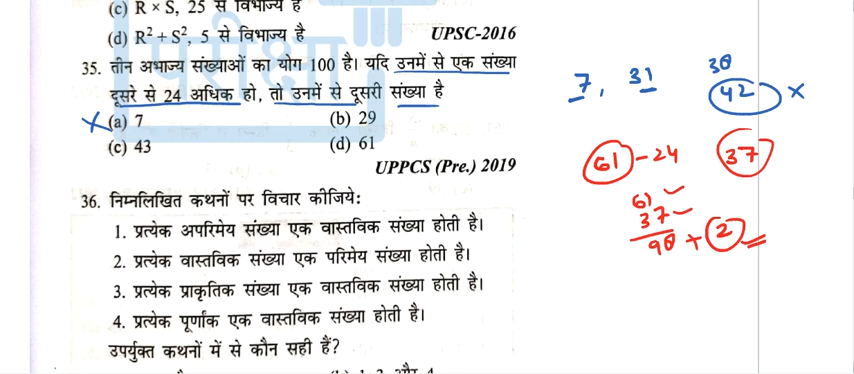 (c) R × S, 25 से विभाज्य है
(d) R² + S², 5 से विभाज्य है UPSC-2016
35. तीन अभाज्य संख्याओं का योग 100 है। यदि उनमें से एक संख्या
दूसरे से 24 अधिक हो, तो उनमें से दूसरी संख्या है
(a) 7 (b) 29
(c) 43 (d) 61
UPPCS (Pre.) 2019
36. निम्नलिखित कथनों पर विचार कीजिये:
1. प्रत्येक अपरिमेय संख्या एक वास्तविक संख्या होती है।
2. प्रत्येक वास्तविक संख्या एक परिमेय संख्या होती है।
3. प्रत्येक प्राकृतिक संख्या एक वास्तविक संख्या होती है।
4. प्रत्येक पूर्णांक एक वास्तविक संख्या होती है।
उपर्युक्त कथनों में से कौन सही हैं?
38
7, 31 42 ×
61 - 24 37
61
37
98 + 2
परीक्षा